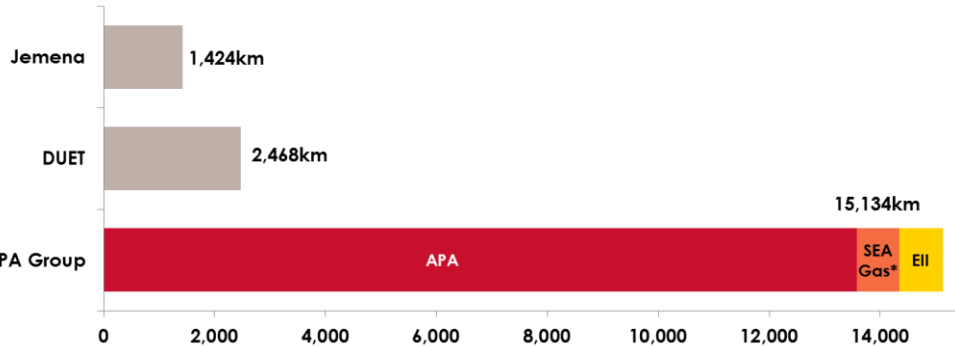 Jemena
1,424km
DUET
2,468km
15,134km
PA Group
APA
SEA
Gas*
EII
0
2,000
4,000
6,000
8,000
10,000
12,000
14,000